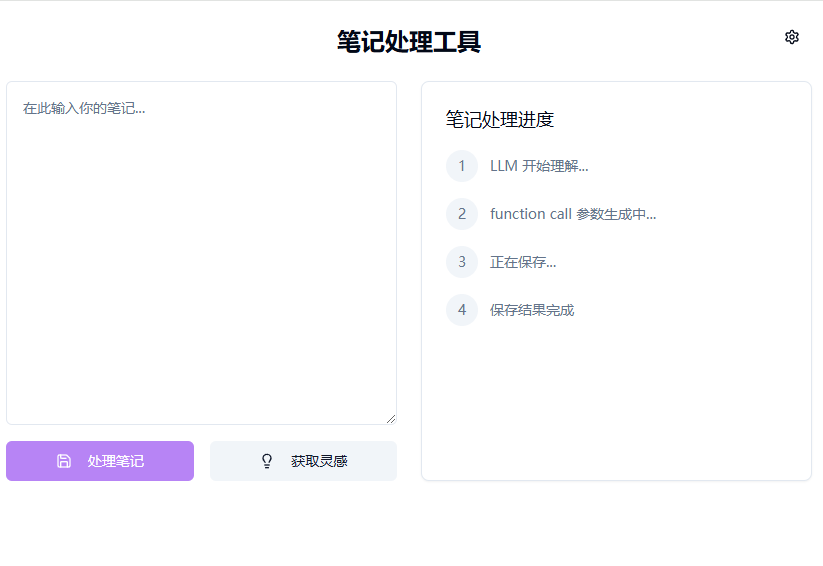 笔记处理工具
在此输入你的笔记...
处理笔记
获取灵感
笔记处理进度
1 LLM 开始理解...
2 function call 参数生成中...
3 正在保存...
4 保存结果完成